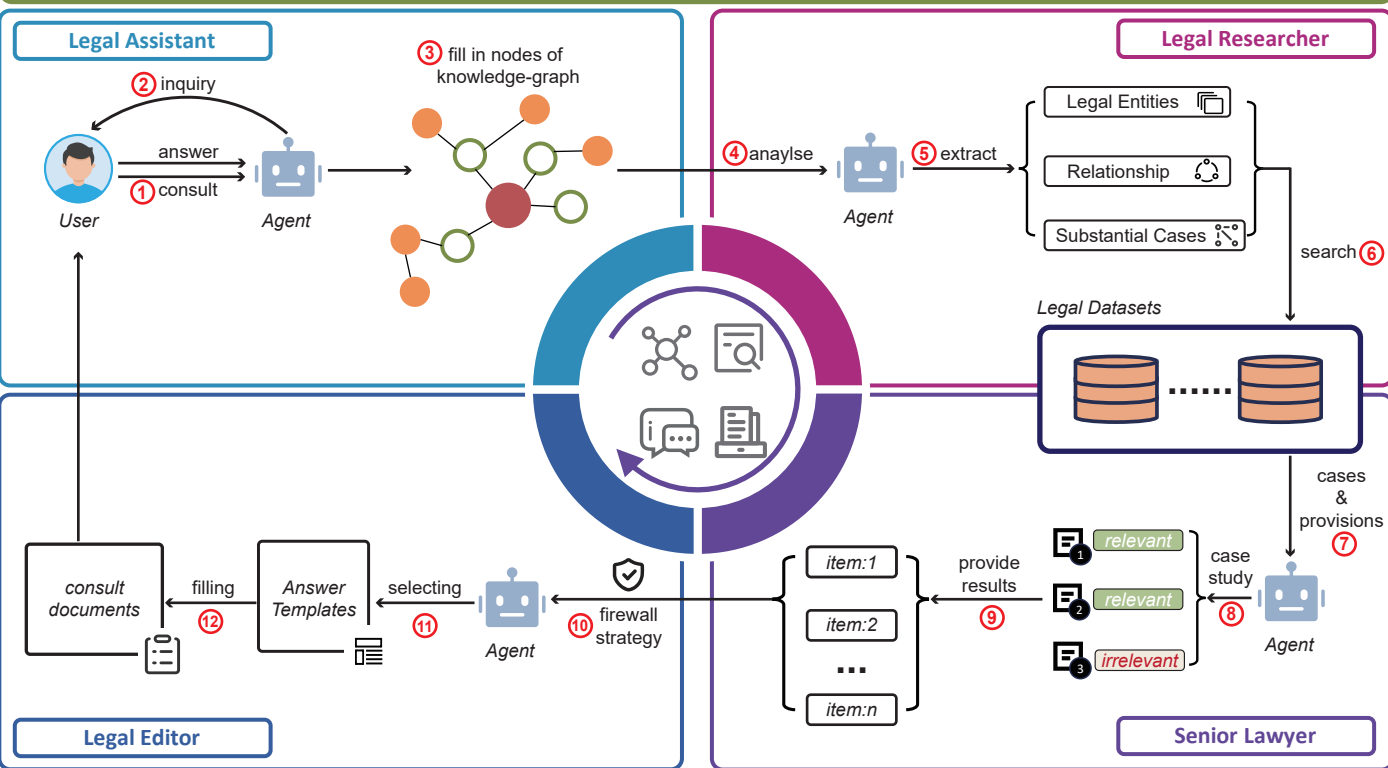 Legal Assistant
2 inquiry
answer
1 consult
User
Agent
3 fill in nodes of
knowledge-graph
Legal Researcher
4 anaylse
Agent
5 extract
Legal Entities
Relationship
Substantial Cases
search 6
Legal Datasets
cases
&
provisions
7
Agent
case
study
8
1 relevant
2 relevant
3 irrelevant
provide
results
9
item:1
item:2
...
item:n
Senior Lawyer
10 firewall
strategy
Agent
selecting
11
Answer
Templates
filling
12
consult
documents
Legal Editor